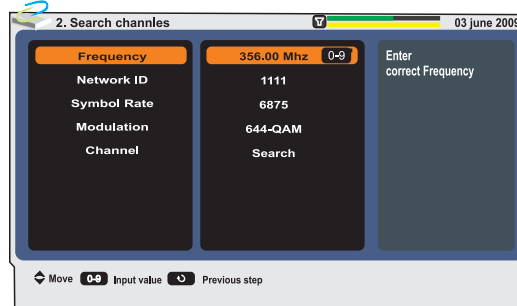 2. Search channles
03 june 2009
Frequency 356.00 Mhz 0-9
Network ID 1111
Symbol Rate 6875
Modulation 644-QAM
Channel Search
Enter
correct Frequency
Move 0-9 Input value Previous step